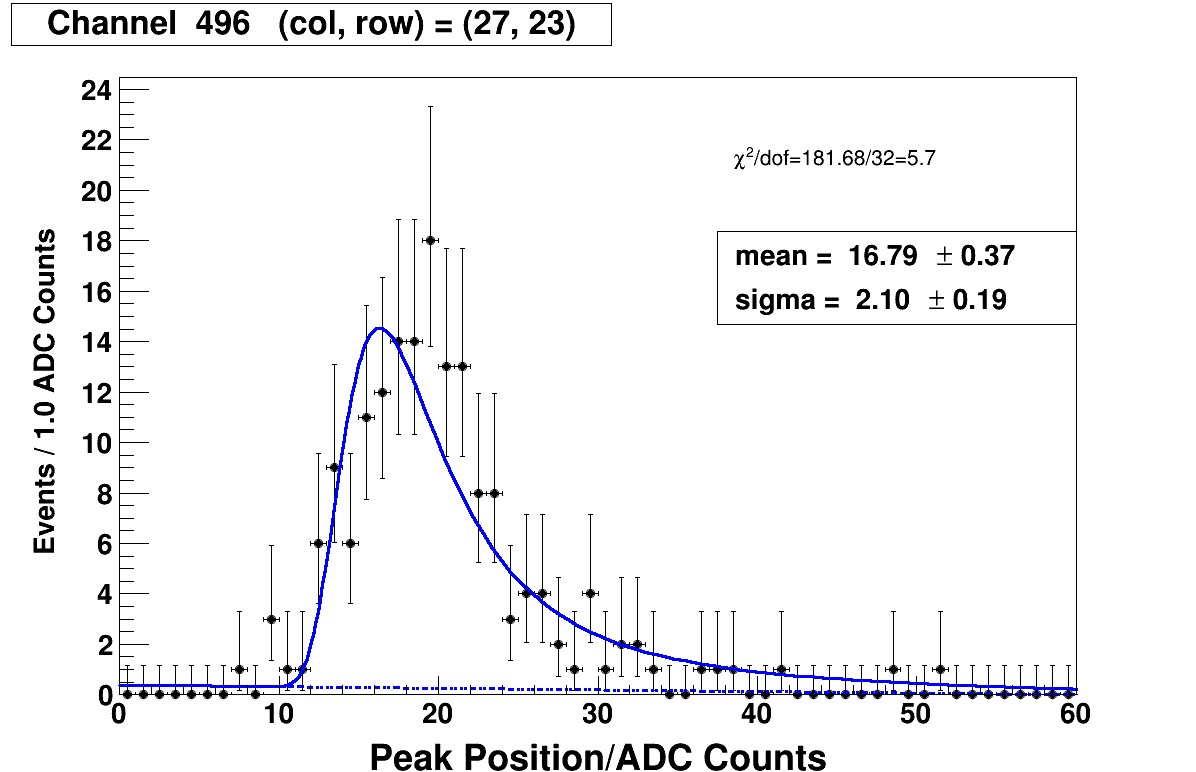 Channel 496 (col, row) = (27, 23)
24
22
20
18
16
14
12
10
8
6
4
2
0
Events / 1.0 ADC Counts
χ²/dof=181.68/32=5.7
mean = 16.79 ± 0.37
sigma = 2.10 ± 0.19
0 10 20 30 40 50 60
Peak Position/ADC Counts